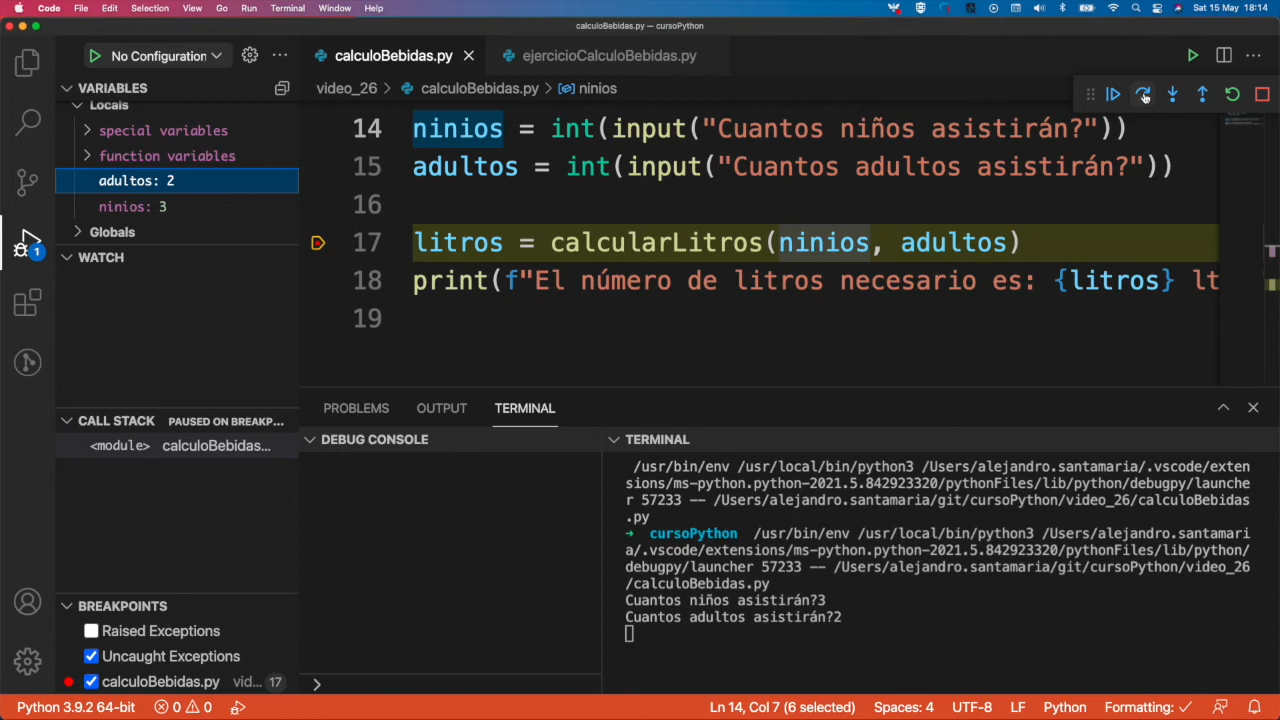 Code File Edit Selection View Go Run Terminal Window Help Sat 15 May 18:14
calculoBebidas.py — cursoPython
No Configuration
calculoBebidas.py ejercicioCalculoBebidas.py
VARIABLES
video_26 calculoBebidas.py ninios
Locals
special variables
function variables
adultos: 2
ninios: 3
Globals
WATCH
14 ninios = int(input("Cuantos niños asistirán?"))
15 adultos = int(input("Cuantos adultos asistirán?"))
16
17 litros = calcularLitros(ninios, adultos)
18 print(f"El número de litros necesario es: {litros} lt
19
CALL STACK PAUSED ON BREAKP...
<module> calculoBebidas...
BREAKPOINTS
Raised Exceptions
Uncaught Exceptions
calculoBebidas.py vid... 17
1
PROBLEMS OUTPUT TERMINAL
DEBUG CONSOLE
TERMINAL
/usr/bin/env /usr/local/bin/python3 /Users/alejandro.santamaria/.vscode/exten
sions/ms-python.python-2021.5.842923320/pythonFiles/lib/python/debugpy/launche
r 57233 -- /Users/alejandro.santamaria/git/cursoPython/video_26/calculoBebidas
.py
➜ cursoPython /usr/bin/env /usr/local/bin/python3 /Users/alejandro.santamari
a/.vscode/extensions/ms-python.python-2021.5.842923320/pythonFiles/lib/python/
debugpy/launcher 57233 -- /Users/alejandro.santamaria/git/cursoPython/video_26
/calculoBebidas.py
Cuantos niños asistirán?3
Cuantos adultos asistirán?2
Python 3.9.2 64-bit 0 0 Ln 14, Col 7 (6 selected) Spaces: 4 UTF-8 LF Python Formatting: ✓